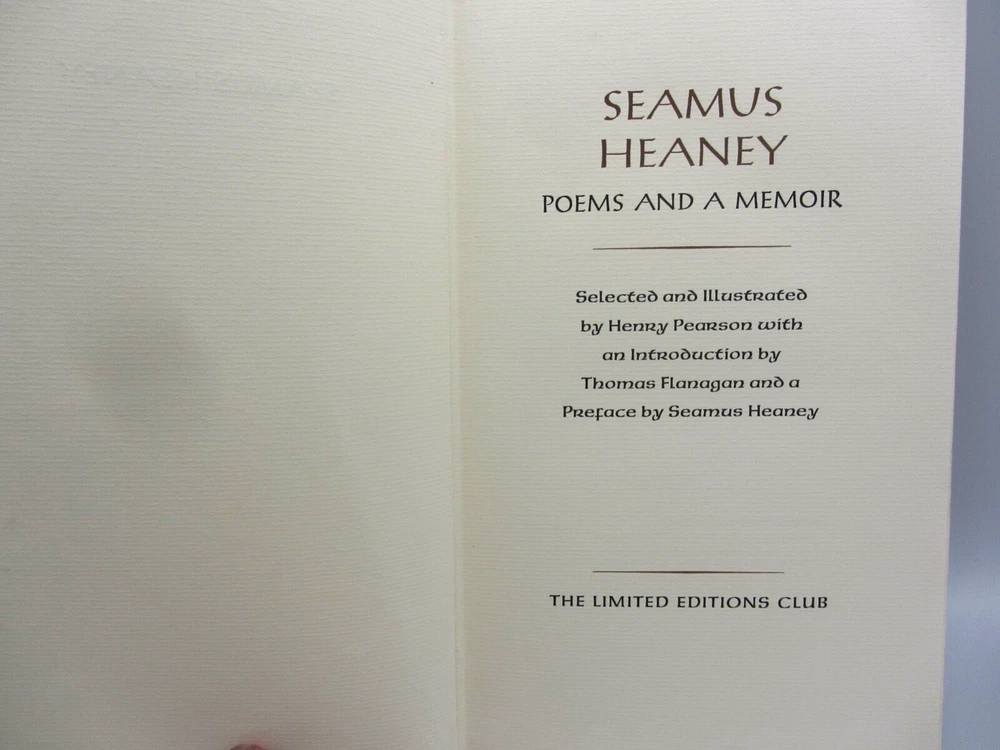 SEAMUS
HEANEY
POEMS AND A MEMOIR
Selected and Illustrated
by Henry Pearson with
an Introduction by
Thomas Flanagan and a
Preface by Seamus Heaney
THE LIMITED EDITIONS CLUB